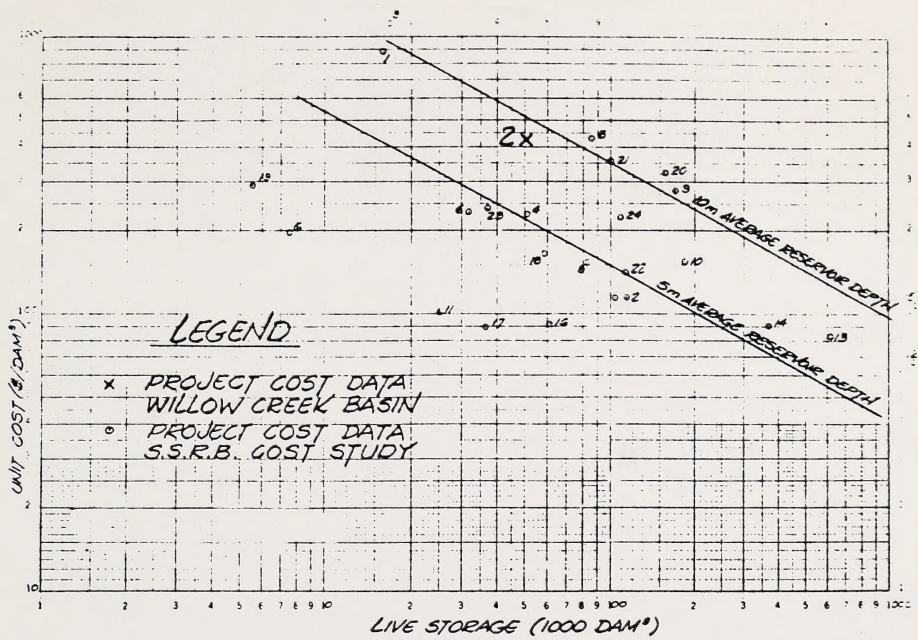 2x
10m AVERAGE RESERVOIR DEPTH
5m AVERAGE RESERVOIR DEPTH
1
18
21
20
9
19
6
23
4
24
22
10
2
11
17
16
14
13
LEGEND
x PROJECT COST DATA
WILLOW CREEK BASIN
⊙ PROJECT COST DATA
S.S.R.B. COST STUDY
UNIT COST ($/DAM³)
10
1 2 3 4 5 6 7 8 9 10 2 3 4 5 6 7 8 9 100 2 3 4 5 6 7 8 9
LIVE STORAGE (1000 DAM³)